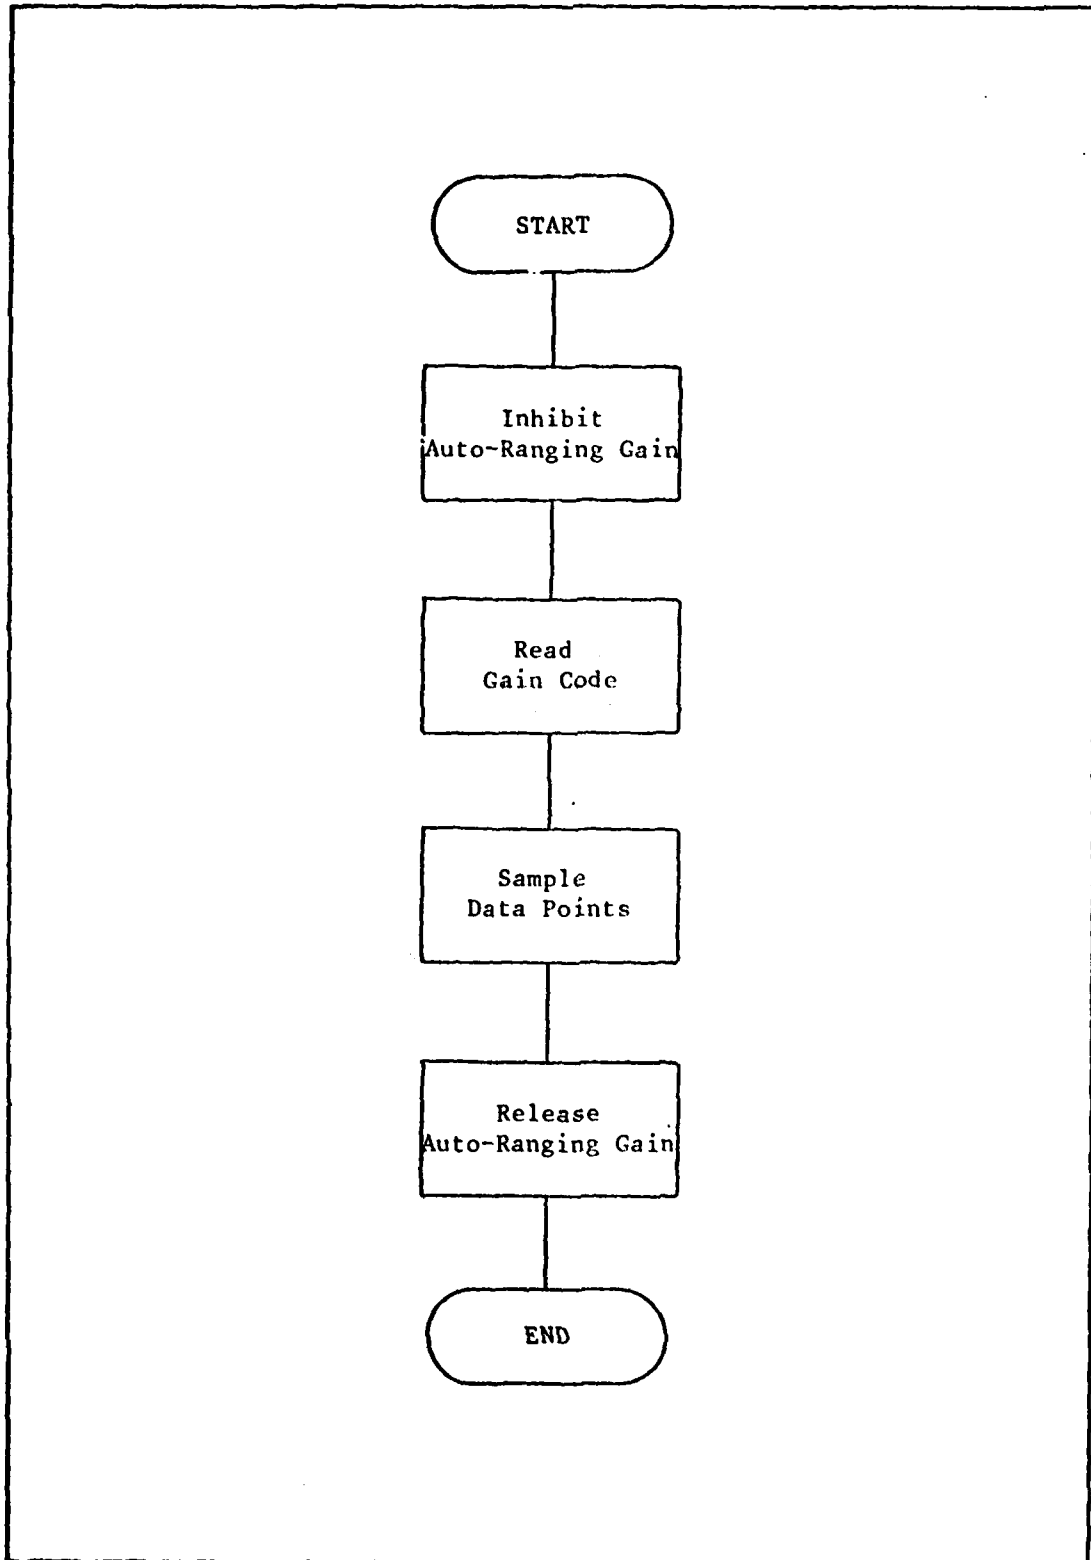 START
Inhibit
Auto-Ranging Gain
Read
Gain Code
Sample
Data Points
Release
Auto-Ranging Gain
END